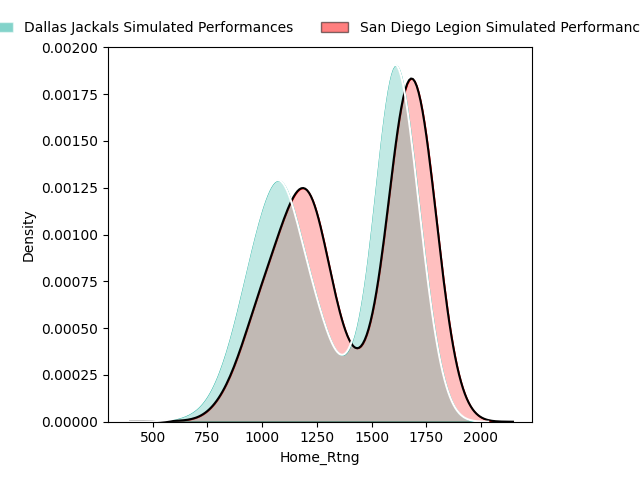 Dallas Jackals Simulated Performances
San Diego Legion Simulated Performanc
0.00200
0.00175
0.00150
0.00125
0.00100
0.00075
0.00050
0.00025
0.00000
Density
500 750 1000 1250 1500 1750 2000
Home_Rtng